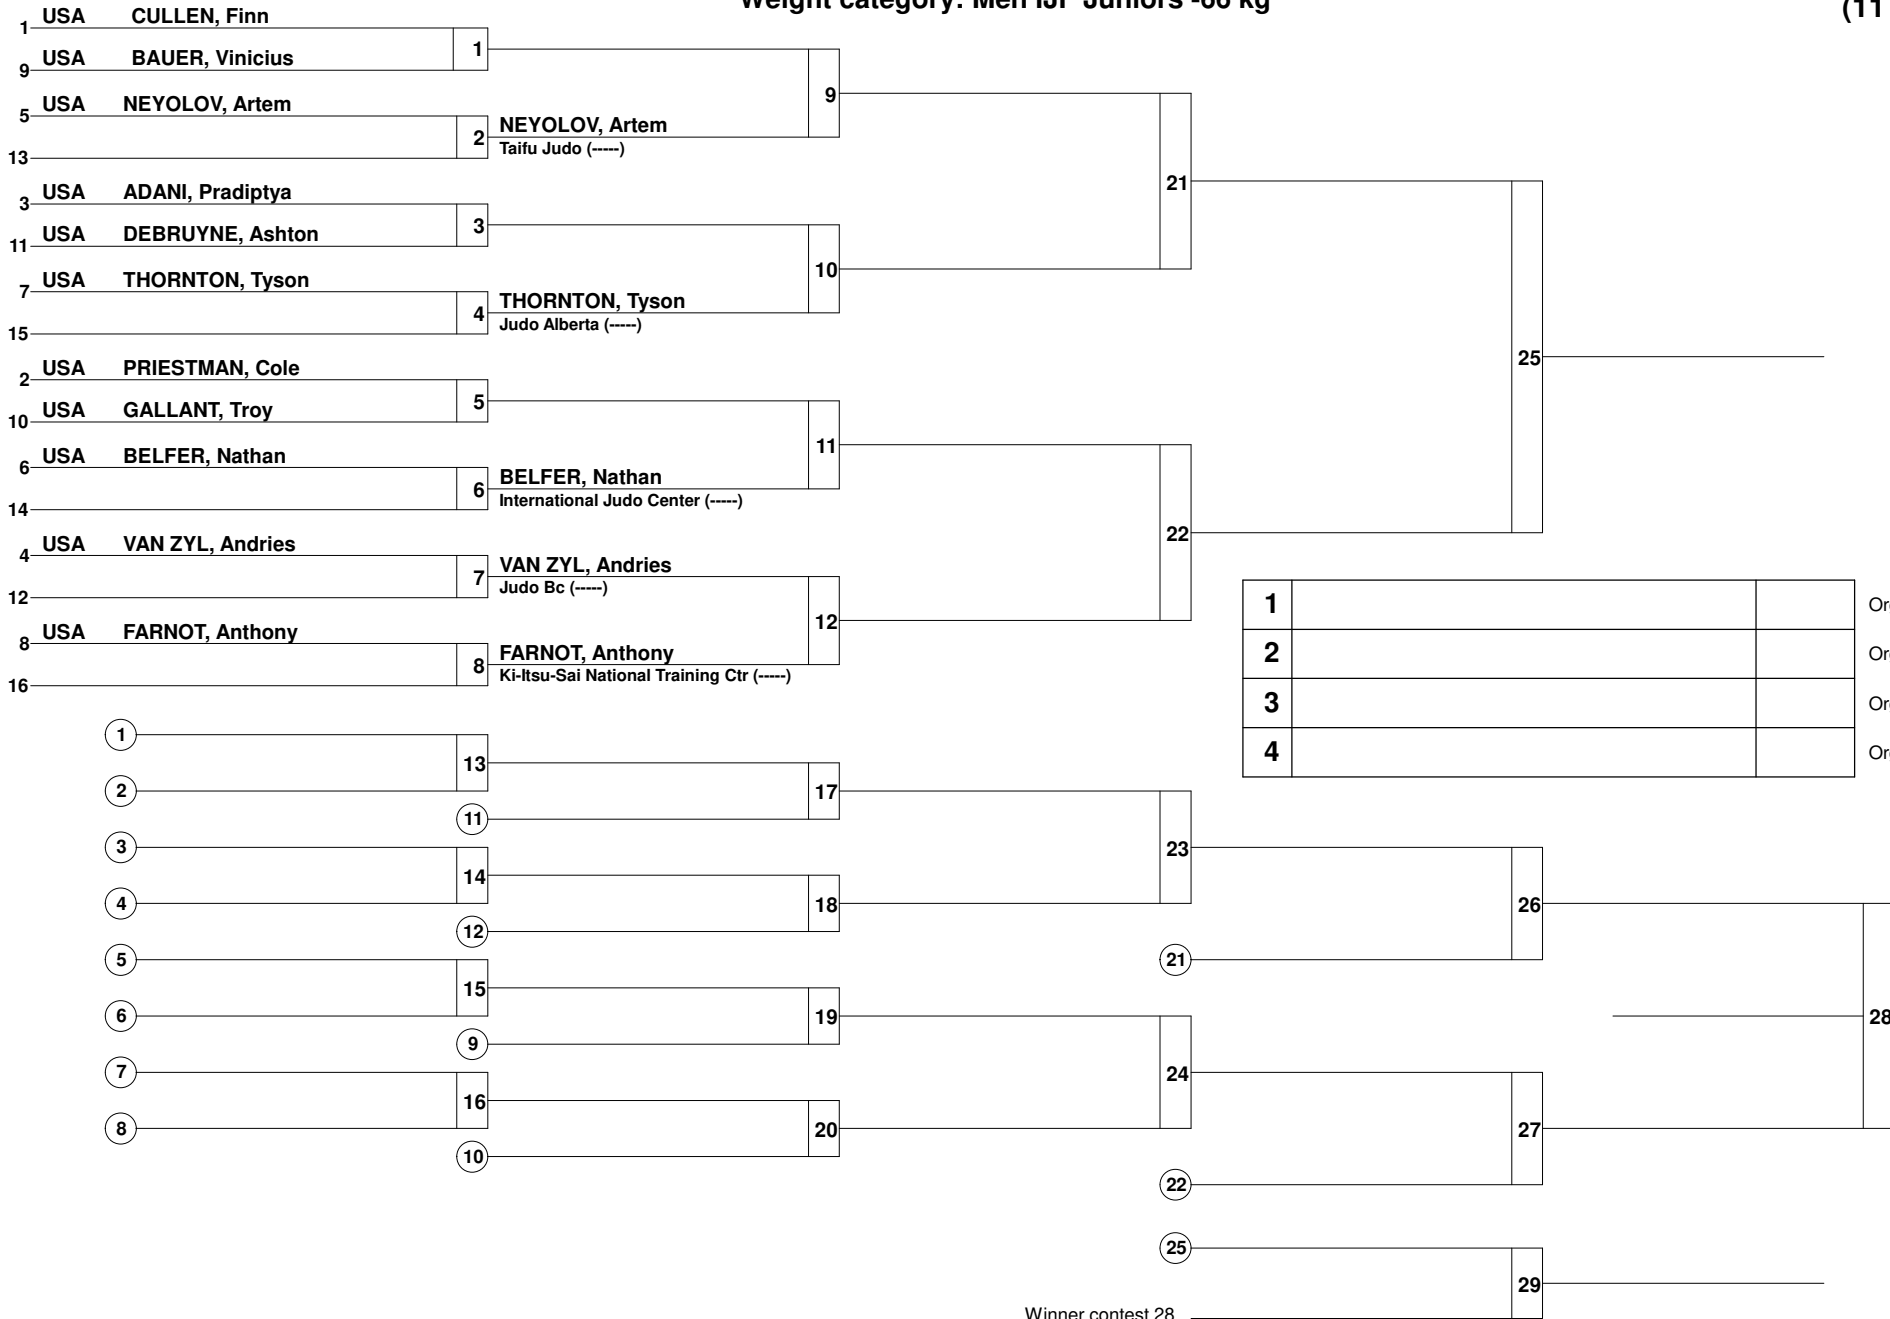 Weight category: Men IJF Juniors -66 kg
(11
1 USA CULLEN, Finn
9 USA BAUER, Vinicius
1
5 USA NEYOLOV, Artem
13
2 NEYOLOV, Artem
Taifu Judo (-----)
9
3 USA ADANI, Pradiptya
11 USA DEBRUYNE, Ashton
3
7 USA THORNTON, Tyson
15
4 THORNTON, Tyson
Judo Alberta (-----)
10
21
2 USA PRIESTMAN, Cole
10 USA GALLANT, Troy
5
6 USA BELFER, Nathan
14
6 BELFER, Nathan
International Judo Center (-----)
11
4 USA VAN ZYL, Andries
12
7 VAN ZYL, Andries
Judo Bc (-----)
8 USA FARNOT, Anthony
16
8 FARNOT, Anthony
Ki-Itsu-Sai National Training Ctr (-----)
12
22
25
1
2
3
4
1
2
13
11
17
3
4
14
12
18
23
21
26
5
6
15
9
19
7
8
16
10
20
24
22
27
28
25
Winner contest 28
29